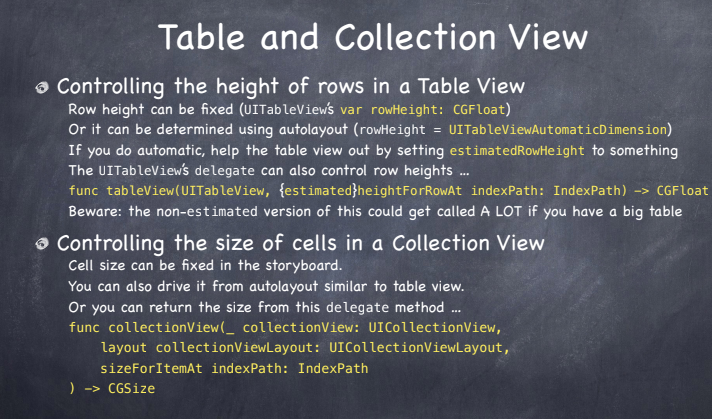 Table and Collection View
Controlling the height of rows in a Table View
Row height can be fixed (UITableView's var rowHeight: CGFloat)
Or it can be determined using autolayout (rowHeight = UITableViewAutomaticDimension)
If you do automatic, help the table view out by setting estimatedRowHeight to something
The UITableView's delegate can also control row heights ...
func tableView(UITableView, {estimated}heightForRowAt indexPath: IndexPath) -> CGFloat
Beware: the non-estimated version of this could get called A LOT if you have a big table
Controlling the size of cells in a Collection View
Cell size can be fixed in the storyboard.
You can also drive it from autolayout similar to table view.
Or you can return the size from this delegate method ...
func collectionView(_ collectionView: UICollectionView,
layout collectionViewLayout: UICollectionViewLayout,
sizeForItemAt indexPath: IndexPath
) -> CGSize